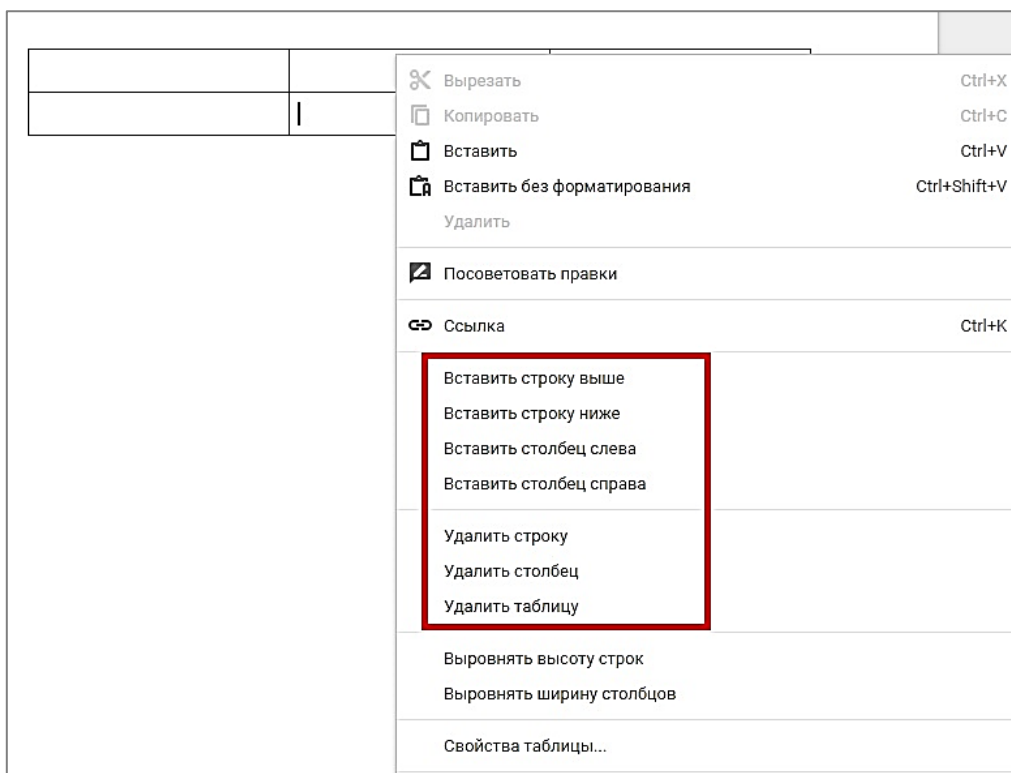 Вырезать Ctrl+X
Копировать Ctrl+C
Вставить Ctrl+V
Вставить без форматирования Ctrl+Shift+V
Удалить
Посоветовать правки
Ссылка Ctrl+K
Вставить строку выше
Вставить строку ниже
Вставить столбец слева
Вставить столбец справа
Удалить строку
Удалить столбец
Удалить таблицу
Выровнять высоту строк
Выровнять ширину столбцов
Свойства таблицы...